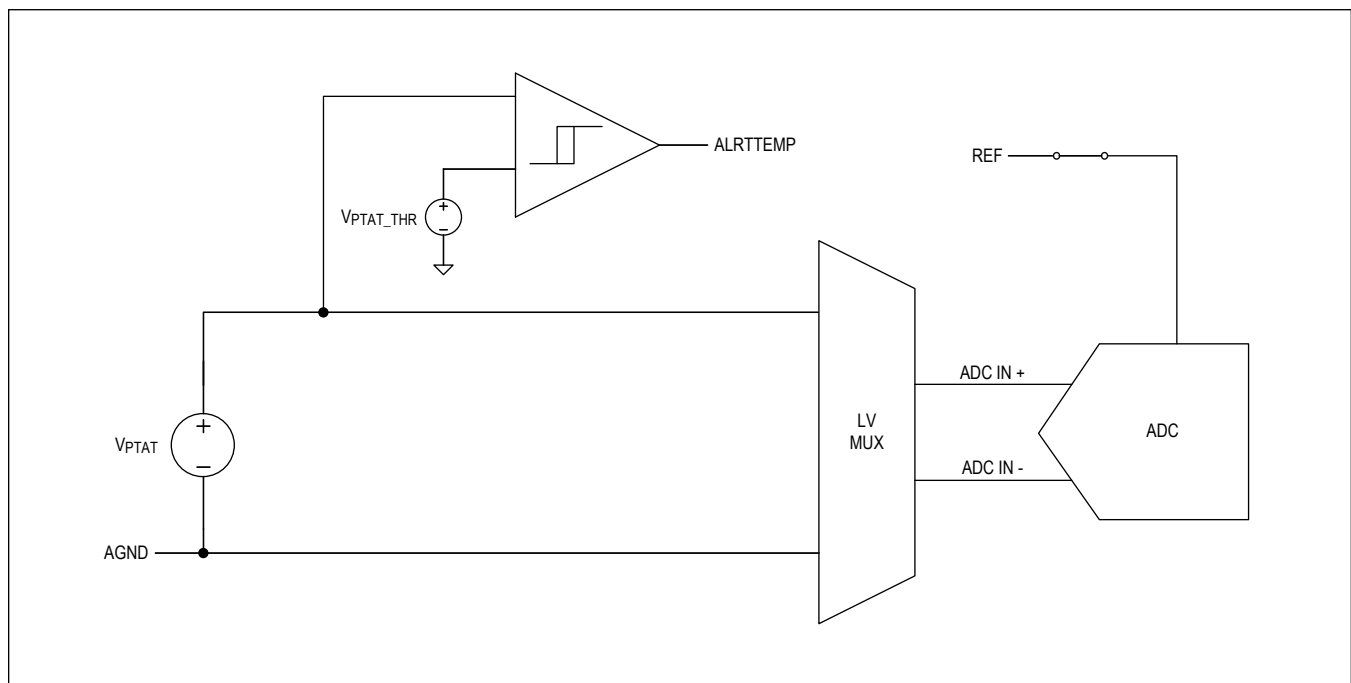 ALRTTEMP
REF
VPTAT_THR
+
−
ADC IN +
LV
MUX
ADC
VPTAT
+
−
ADC IN -
AGND